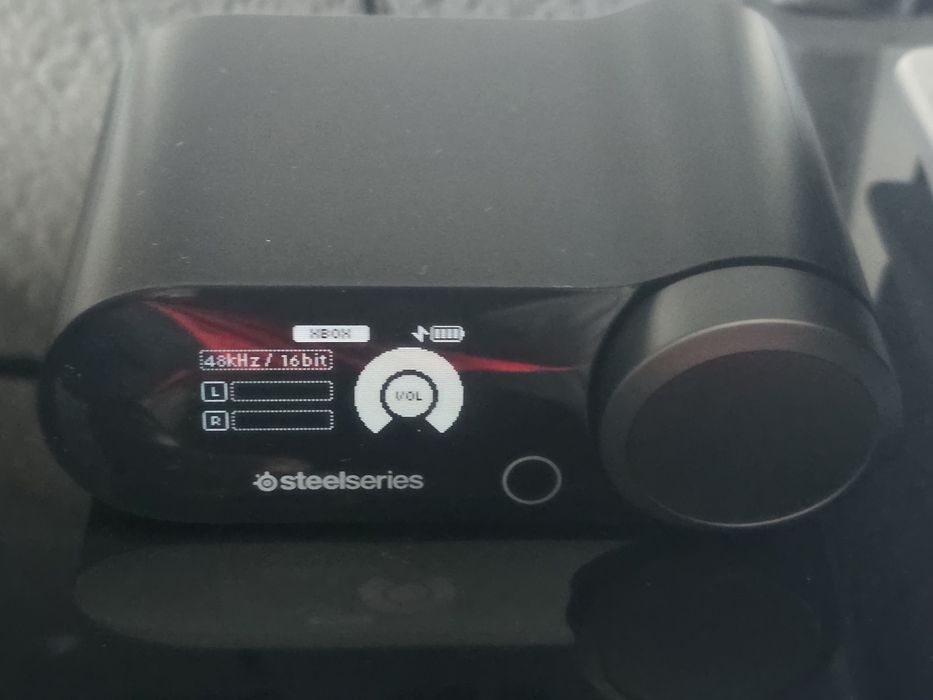 XBOX
48kHz / 16bit
L
VOL
R
steelseries